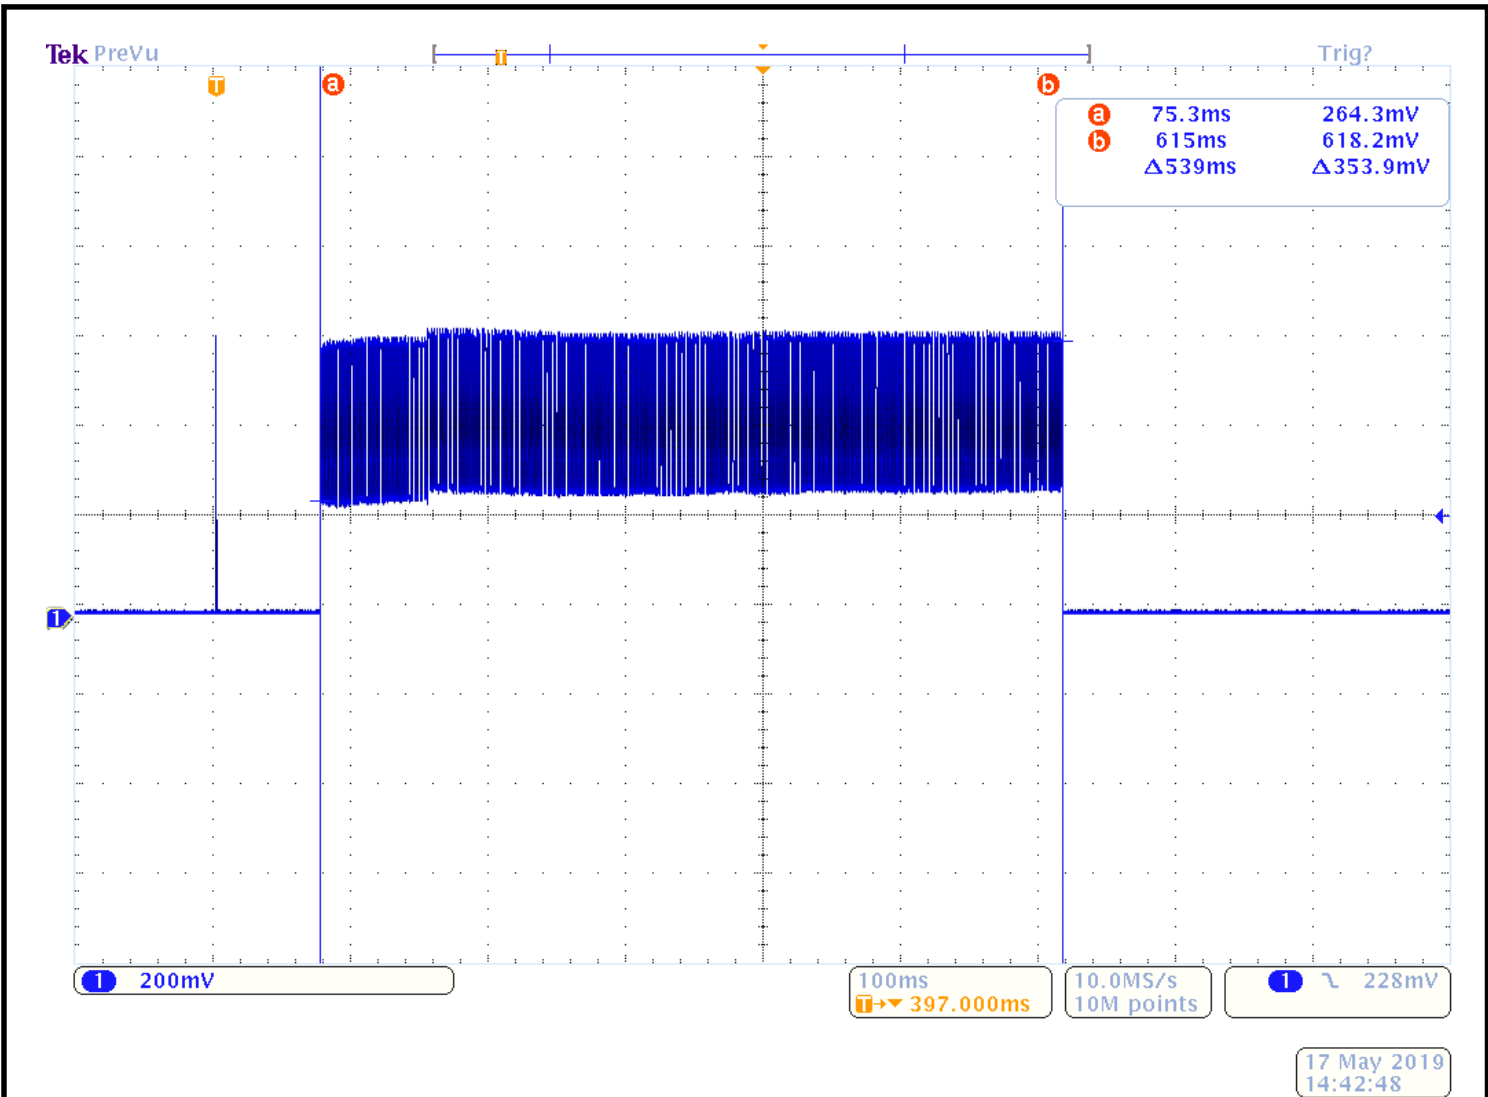 Tek PreVu
Trig?
T
T
a
b
a 75.3ms 264.3mV
b 615ms 618.2mV
Δ539ms Δ353.9mV
1
1 200mV
100ms
T→▼ 397.000ms
10.0MS/s
10M points
1 228mV
17 May 2019
14:42:48